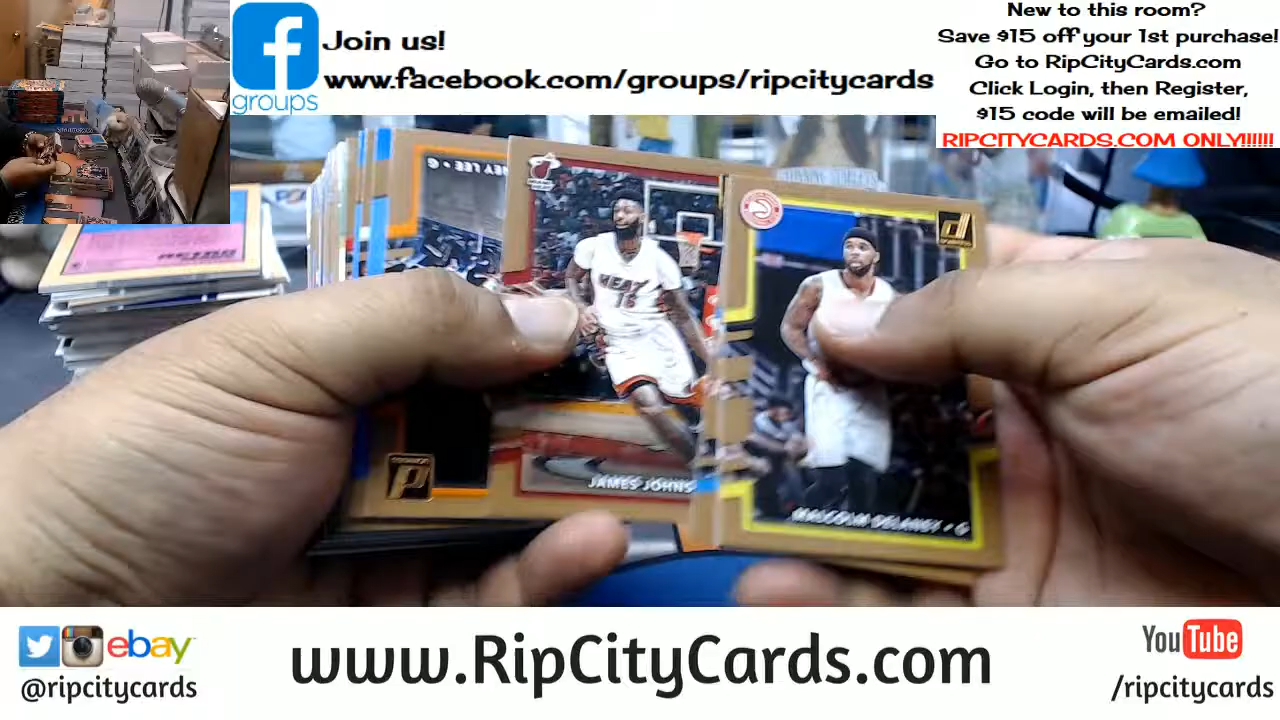 groups
Join us!
www.facebook.com/groups/ripcitycards
New to this room?
Save $15 off your 1st purchase!
Go to RipCityCards.com
Click Login, then Register,
$15 code will be emailed!
RIPCITYCARDS.COM ONLY!!!!!!
LEE • G
HEAT
16
JAMES JOHNS
MALCOLM DELANEY • G
ebay
@ripcitycards
www.RipCityCards.com
YouTube
/ripcitycards